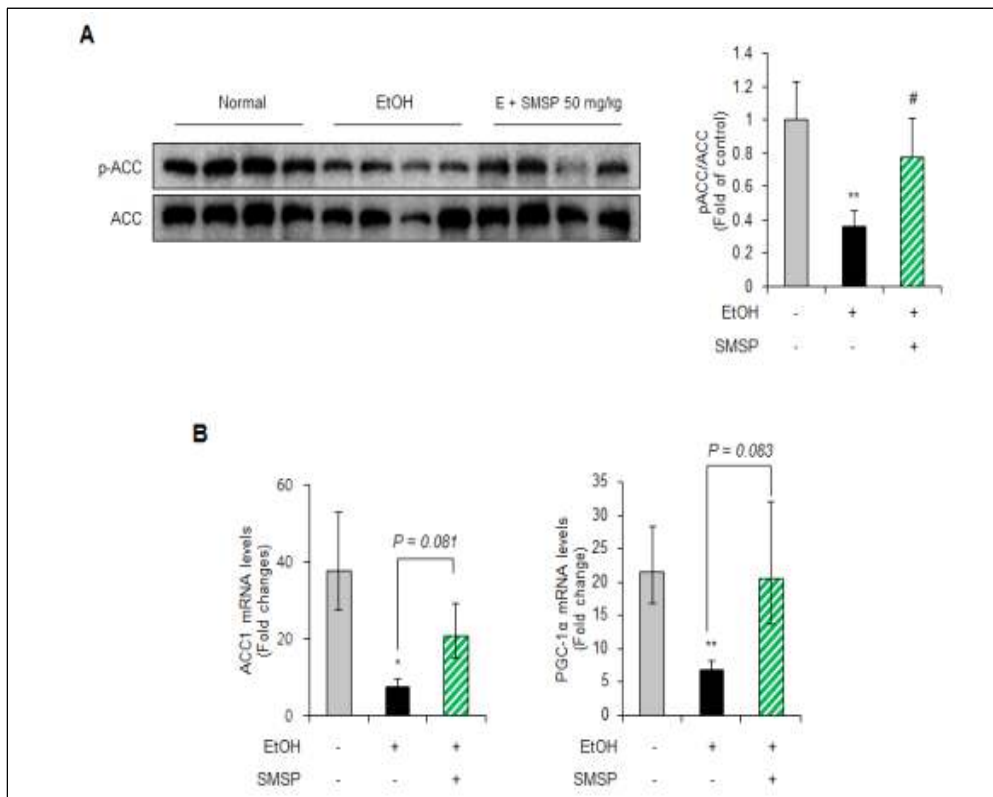 A
Normal EtOH E + SMSP 50 mg/kg
p-ACC
ACC
pACC/ACC
(Fold of control)
1.4
1.2
1
0.8
0.6
0.4
0.2
0
**
#
EtOH - + +
SMSP - - +
B
ACC1 mRNA levels
(Fold changes)
60
40
20
0
P = 0.081
*
EtOH - + +
SMSP - - +
PGC-1α mRNA levels
(Fold change)
35
30
25
20
15
10
5
0
P = 0.083
**
EtOH - + +
SMSP - - +